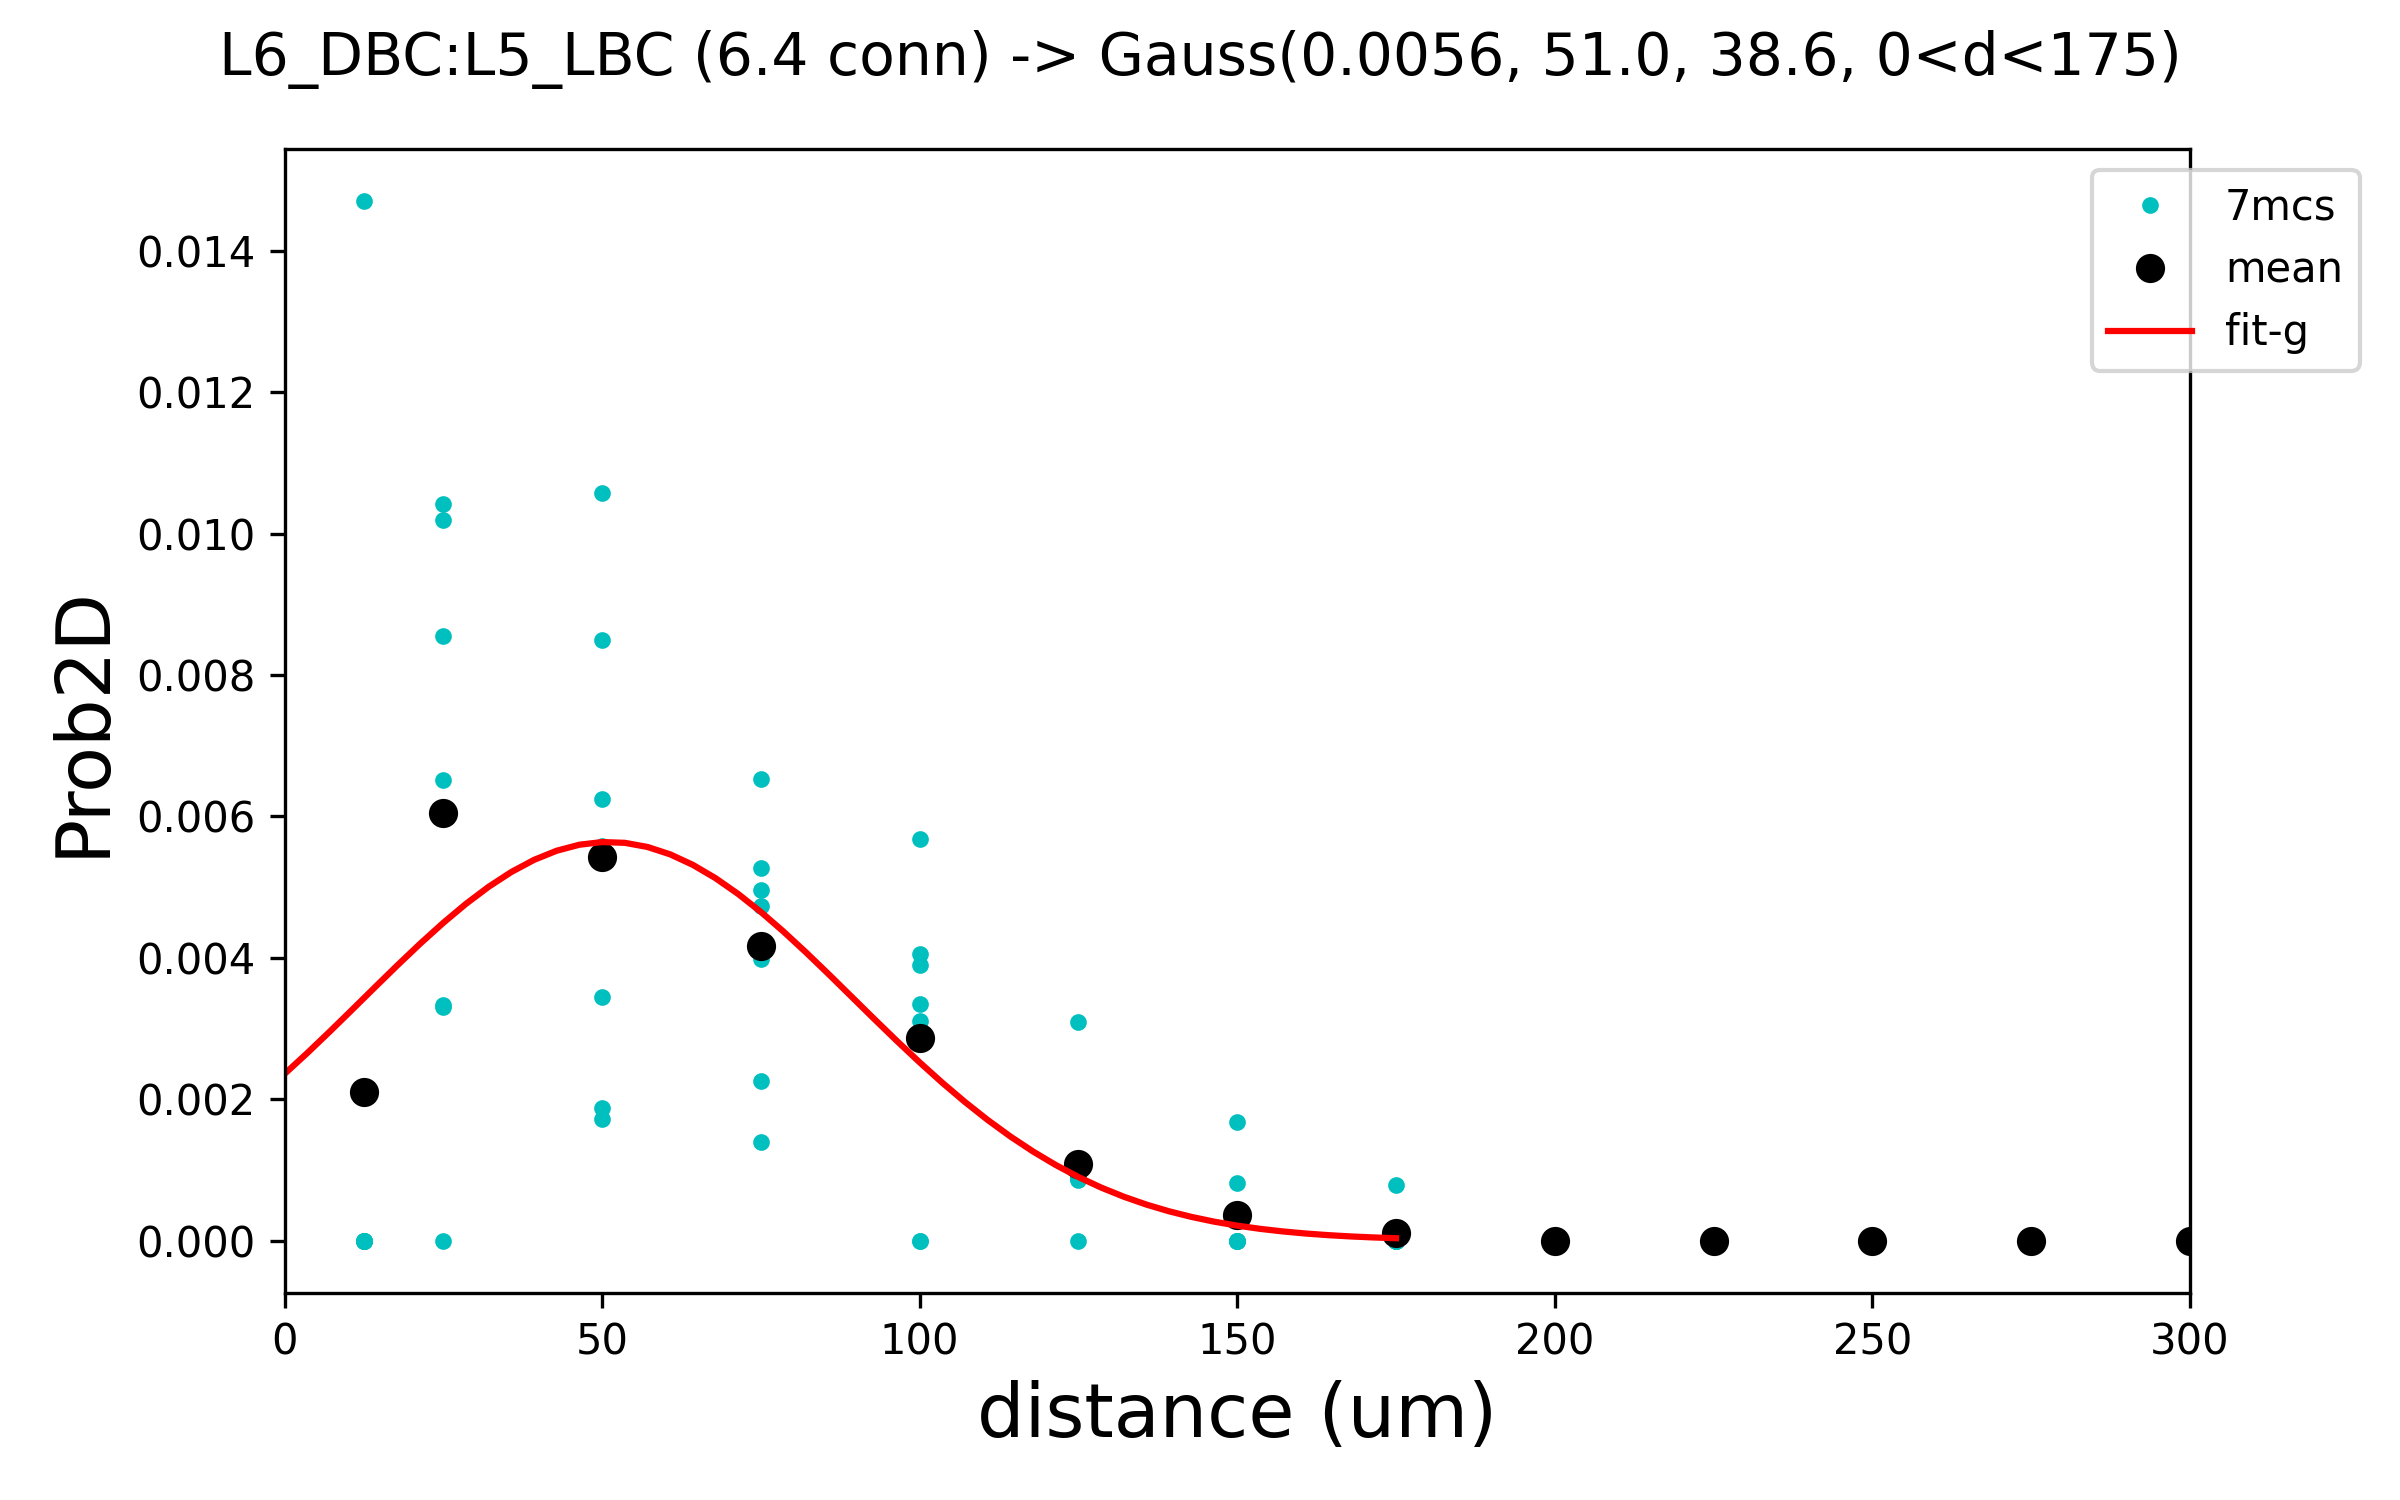 L6_DBC:L5_LBC (6.4 conn) -> Gauss(0.0056, 51.0, 38.6, 0<d<175)
7mcs
mean
fit-g
0.014
0.012
0.010
0.008
0.006
0.004
0.002
0.000
Prob2D
0 50 100 150 200 250 300
distance (um)